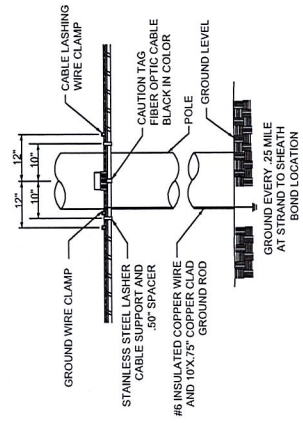 CABLE LASHING
WIRE CLAMP
12"
12"
10"
10"
CAUTION TAG
FIBER OPTIC CABLE
BLACK IN COLOR
POLE
GROUND LEVEL
GROUND WIRE CLAMP
STAINLESS STEEL LASHER
CABLE SUPPORT AND
.50" SPACER
#6 INSULATED COPPER WIRE
AND 10'X.75" COPPER CLAD
GROUND ROD
GROUND EVERY .25 MILE
AT STRAND TO SHEATH
BOND LOCATION